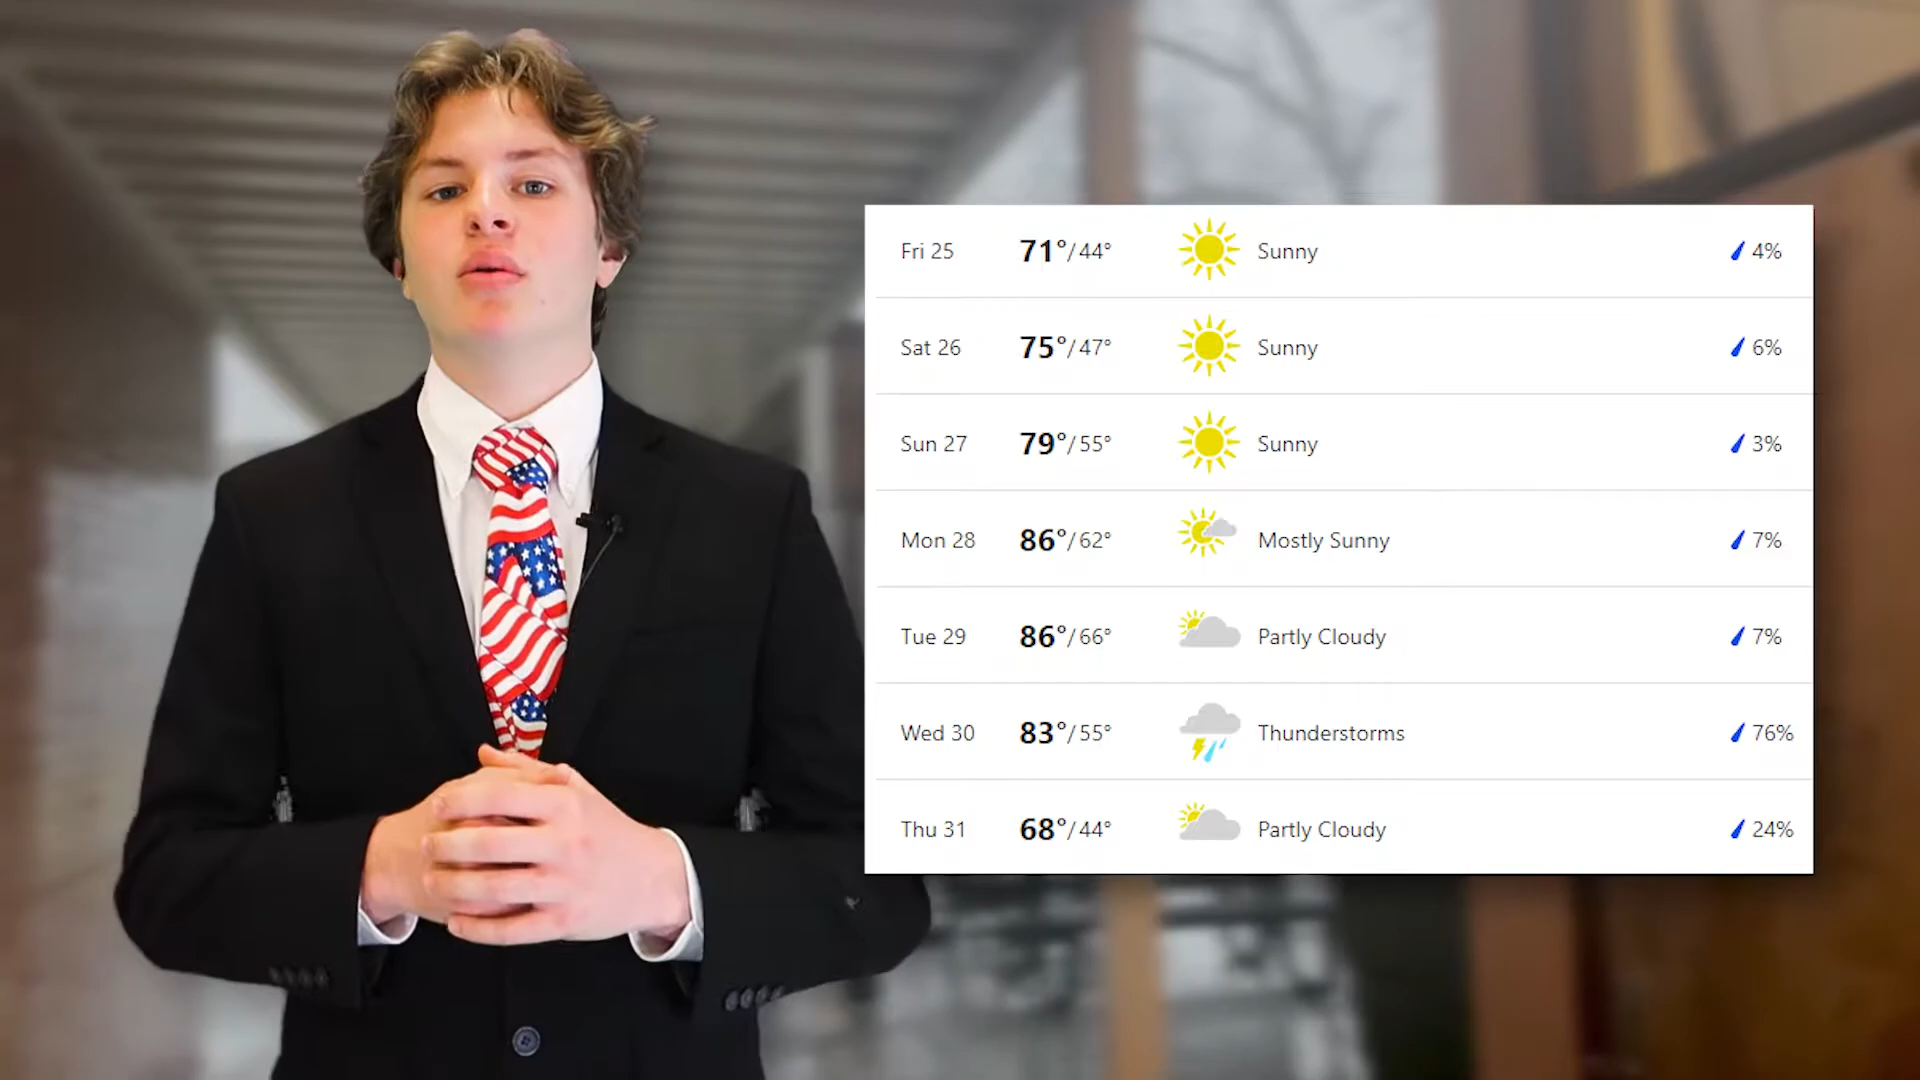 Fri 25 71°/44° Sunny 4%
Sat 26 75°/47° Sunny 6%
Sun 27 79°/55° Sunny 3%
Mon 28 86°/62° Mostly Sunny 7%
Tue 29 86°/66° Partly Cloudy 7%
Wed 30 83°/55° Thunderstorms 76%
Thu 31 68°/44° Partly Cloudy 24%